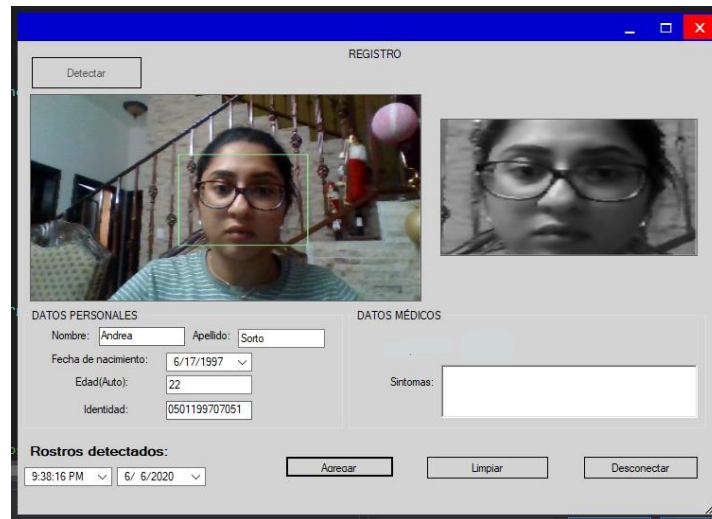 REGISTRO
Detectar
DATOS PERSONALES
Nombre: Andrea Apellido: Sorto
Fecha de nacimiento: 6/17/1997
Edad(Auto): 22
Identidad: 0501199707051
DATOS MÉDICOS
Sintomas:
Rostros detectados:
9:38:16 PM 6/ 6/2020
Agregar Limpiar Desconectar